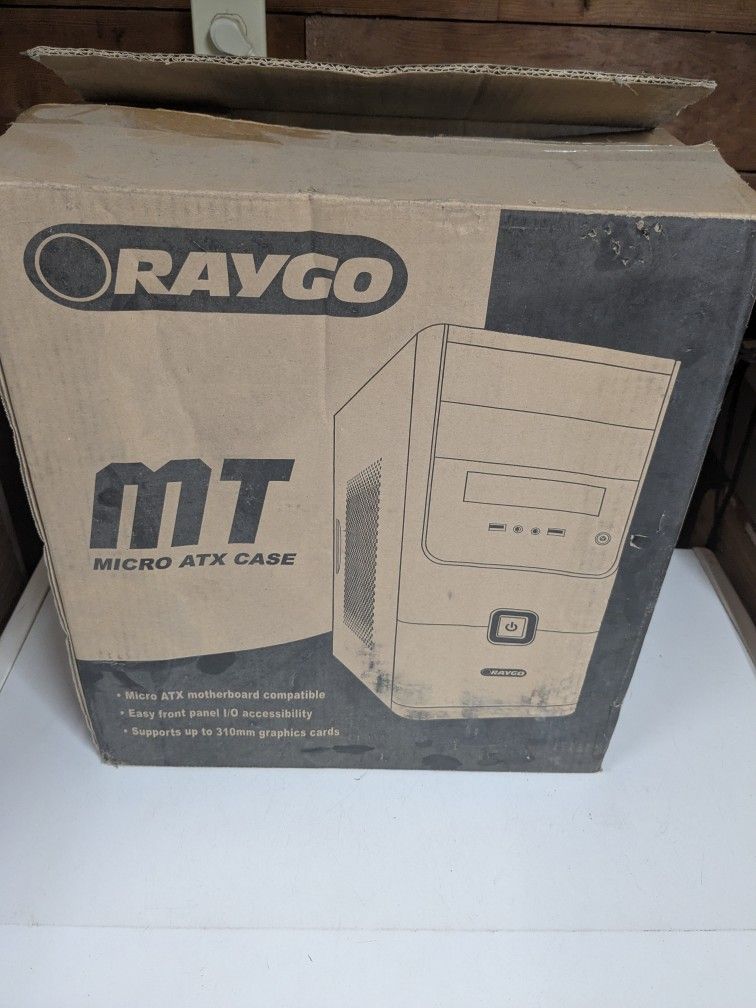 RAYGO
MT
MICRO ATX CASE
RAYGO
• Micro ATX motherboard compatible
• Easy front panel I/O accessibility
• Supports up to 310mm graphics cards